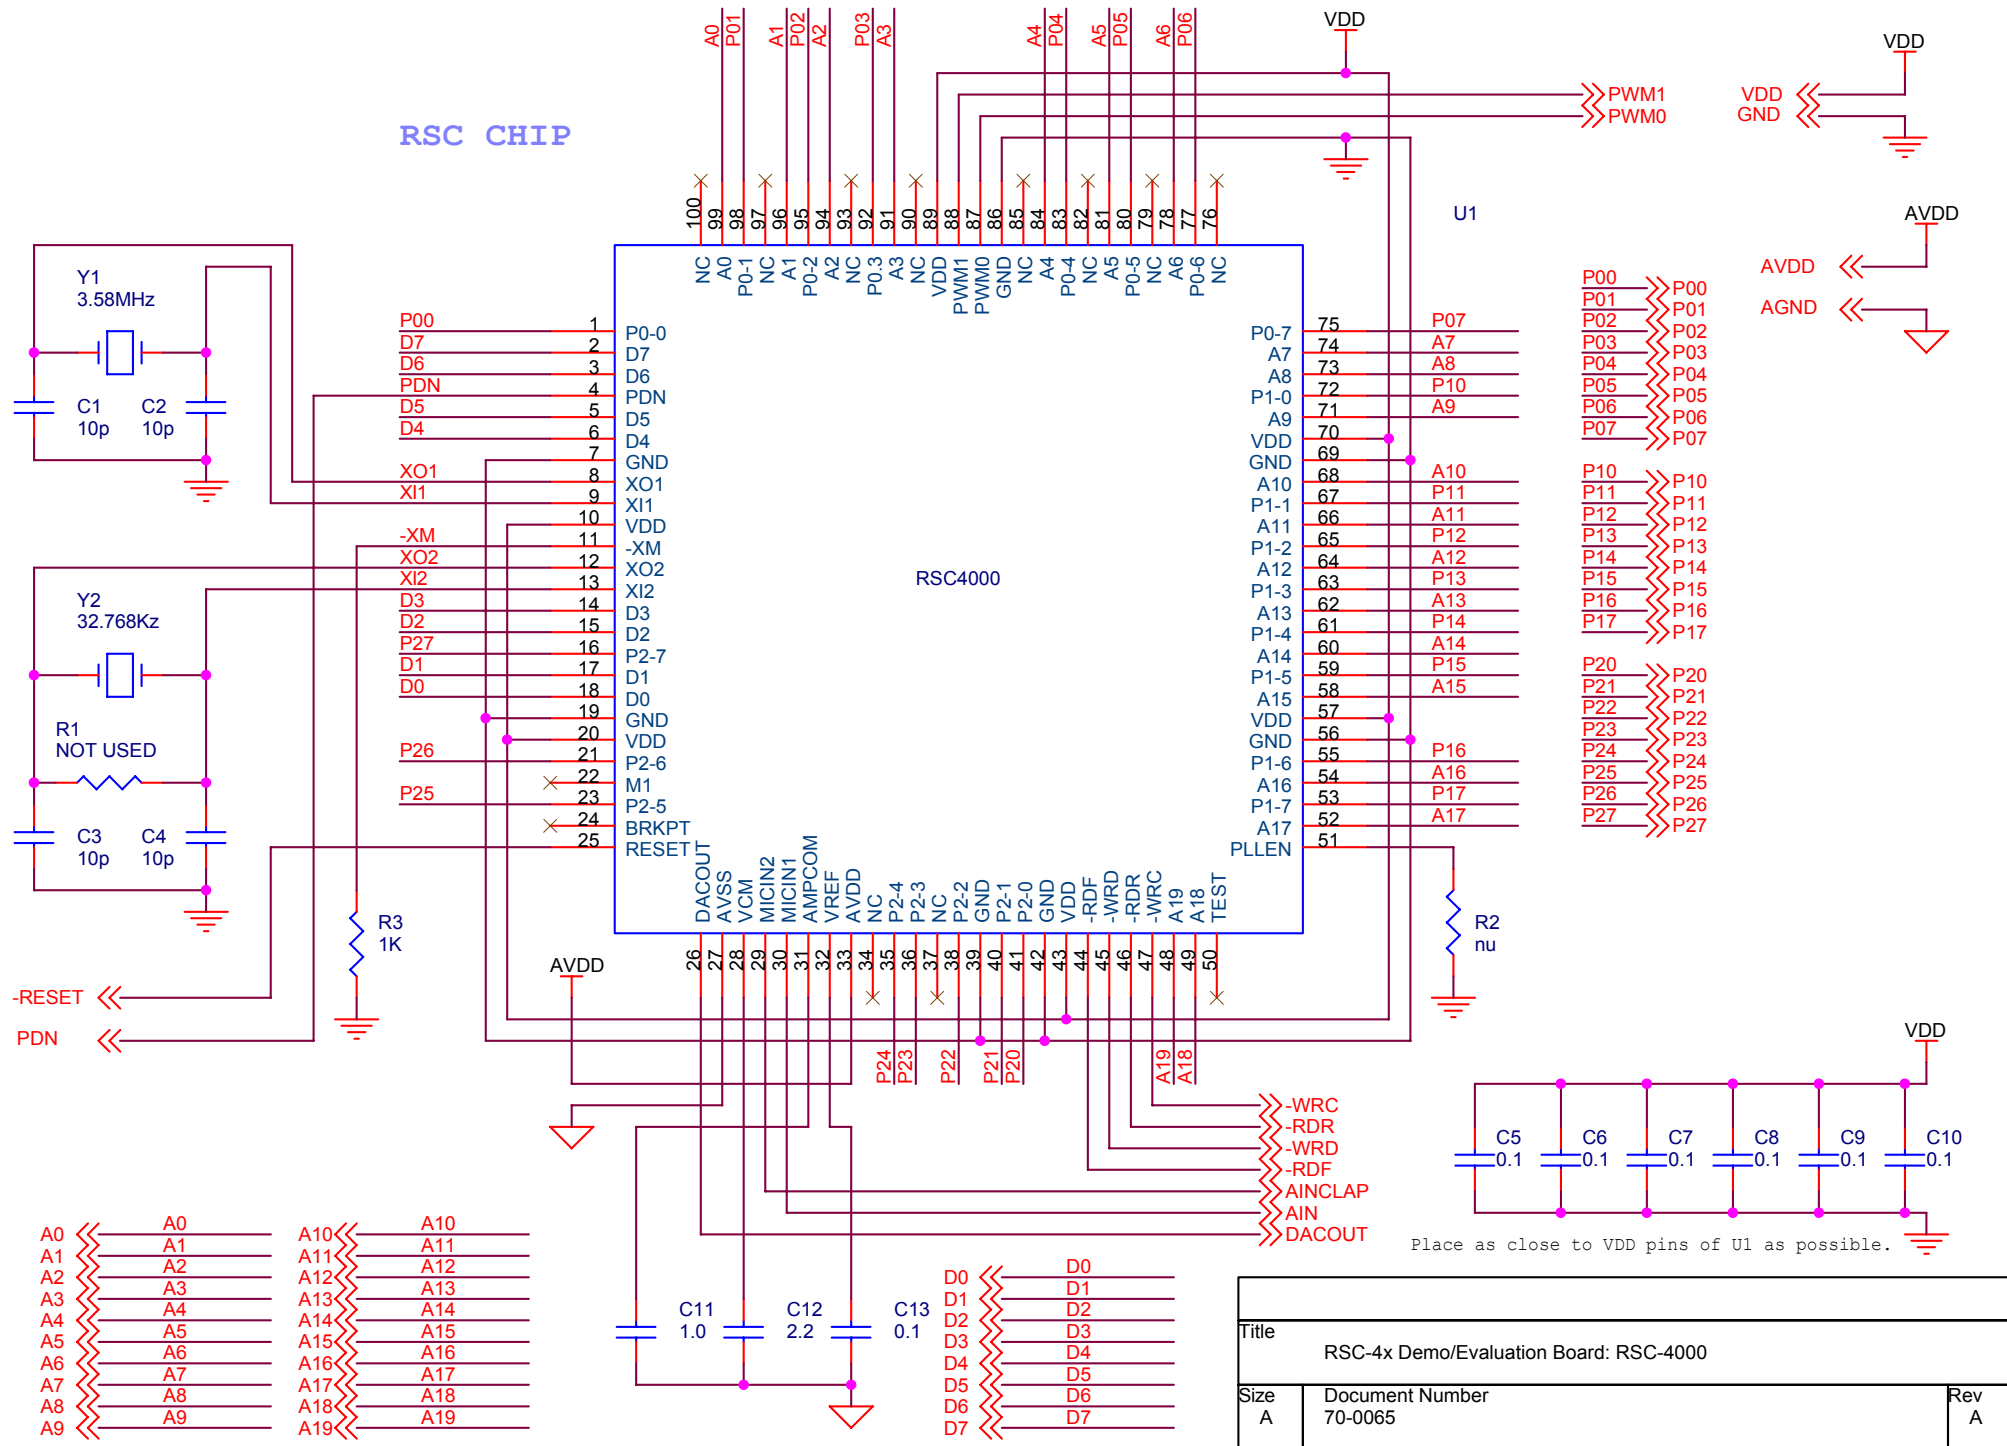 A0
P01
A1
P02
A2
P03
A3
A4
P04
A5
P05
A6
P06
VDD
VDD
PWM1
PWM0
VDD
GND
RSC CHIP
100
99
98
97
96
95
94
93
92
91
90
89
88
87
86
85
84
83
82
81
80
79
78
77
76
U1
AVDD
NC
A0
P0-1
NC
A1
P0-2
A2
NC
P0.3
A3
NC
VDD
PWM1
PWM0
GND
NC
A4
P0-4
NC
A5
P0-5
NC
A6
P0-6
NC
AVDD
AGND
Y1
3.58MHz
C1
10p
C2
10p
P00 1 P0-0
D7 2 D7
D6 3 D6
PDN 4 PDN
D5 5 D5
D4 6 D4
7 GND
XO1 8 XO1
XI1 9 XI1
10 VDD
-XM 11 -XM
XO2 12 XO2
XI2 13 XI2
D3 14 D3
D2 15 D2
P27 16 P2-7
D1 17 D1
D0 18 D0
19 GND
20 VDD
P26 21 P2-6
22 M1
P25 23 P2-5
24 BRKPT
25 RESET
RSC4000
P0-7 75 P07
A7 74 A7
A8 73 A8
P1-0 72 P10
A9 71 A9
VDD 70
GND 69
A10 68 A10
P1-1 67 P11
A11 66 A11
P1-2 65 P12
A12 64 A12
P1-3 63 P13
A13 62 A13
P1-4 61 P14
A14 60 A14
P1-5 59 P15
A15 58 A15
VDD 57
GND 56
P1-6 55 P16
A16 54 A16
P1-7 53 P17
A17 52 A17
PLLEN 51
P00 P00
P01 P01
P02 P02
P03 P03
P04 P04
P05 P05
P06 P06
P07 P07
P10 P10
P11 P11
P12 P12
P13 P13
P14 P14
P15 P15
P16 P16
P17 P17
P20 P20
P21 P21
P22 P22
P23 P23
P24 P24
P25 P25
P26 P26
P27 P27
Y2
32.768Kz
R1
NOT USED
C3
10p
C4
10p
R3
1K
-RESET
PDN
DACOUT
AVSS
VCM
MICIN2
MICIN1
AMPCOM
VREF
AVDD
NC
P2-4
P2-3
NC
P2-2
GND
P2-1
P2-0
GND
VDD
-RDF
-WRD
-RDR
-WRC
A19
A18
TEST
26
27
28
29
30
31
32
33
34
35
36
37
38
39
40
41
42
43
44
45
46
47
48
49
50
R2
nu
AVDD
P24
P23
P22
P21
P20
A19
A18
-WRC
-RDR
-WRD
-RDF
AINCLAP
AIN
DACOUT
VDD
C5
0.1
C6
0.1
C7
0.1
C8
0.1
C9
0.1
C10
0.1
Place as close to VDD pins of U1 as possible.
A0 A0
A1 A1
A2 A2
A3 A3
A4 A4
A5 A5
A6 A6
A7 A7
A8 A8
A9 A9
A10 A10
A11 A11
A12 A12
A13 A13
A14 A14
A15 A15
A16 A16
A17 A17
A18 A18
A19 A19
C11
1.0
C12
2.2
C13
0.1
D0 D0
D1 D1
D2 D2
D3 D3
D4 D4
D5 D5
D6 D6
D7 D7
Title
RSC-4x Demo/Evaluation Board: RSC-4000
Size
A
Document Number
70-0065
Rev
A